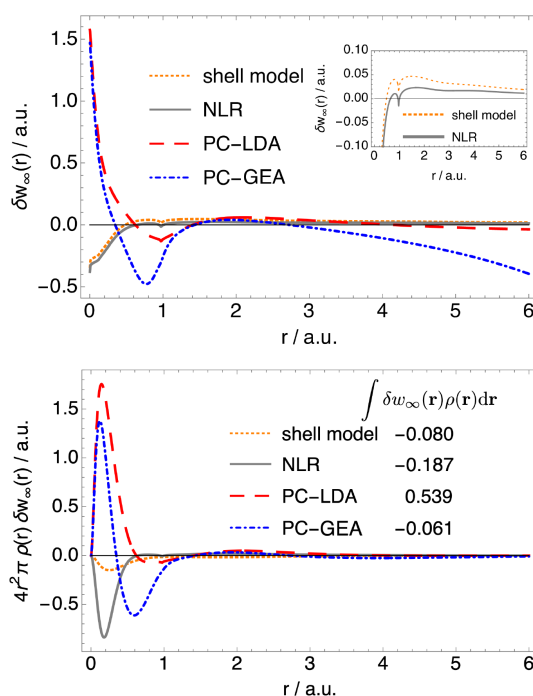 δw∞(r) / a.u.
1.5
1.0
0.5
0.0
−0.5
shell model
NLR
PC−LDA
PC−GEA
δw∞(r) / a.u.
0.10
0.05
0.00
−0.05
−0.10
shell model
NLR
0 1 2 3 4 5 6
r / a.u.
0 1 2 3 4 5 6
r / a.u.
4r²π ρ(r) δw∞(r) / a.u.
1.5
1.0
0.5
0.0
−0.5
∫ δw∞(𝐫)ρ(𝐫)d𝐫
shell model −0.080
NLR −0.187
PC−LDA 0.539
PC−GEA −0.061
0 1 2 3 4 5 6
r / a.u.